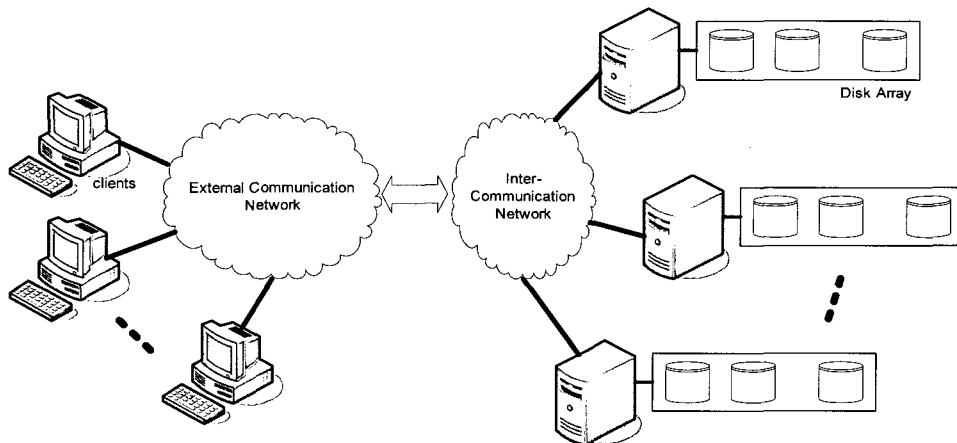 Disk Array
clients
External Communication
Network
Inter-
Communication
Network